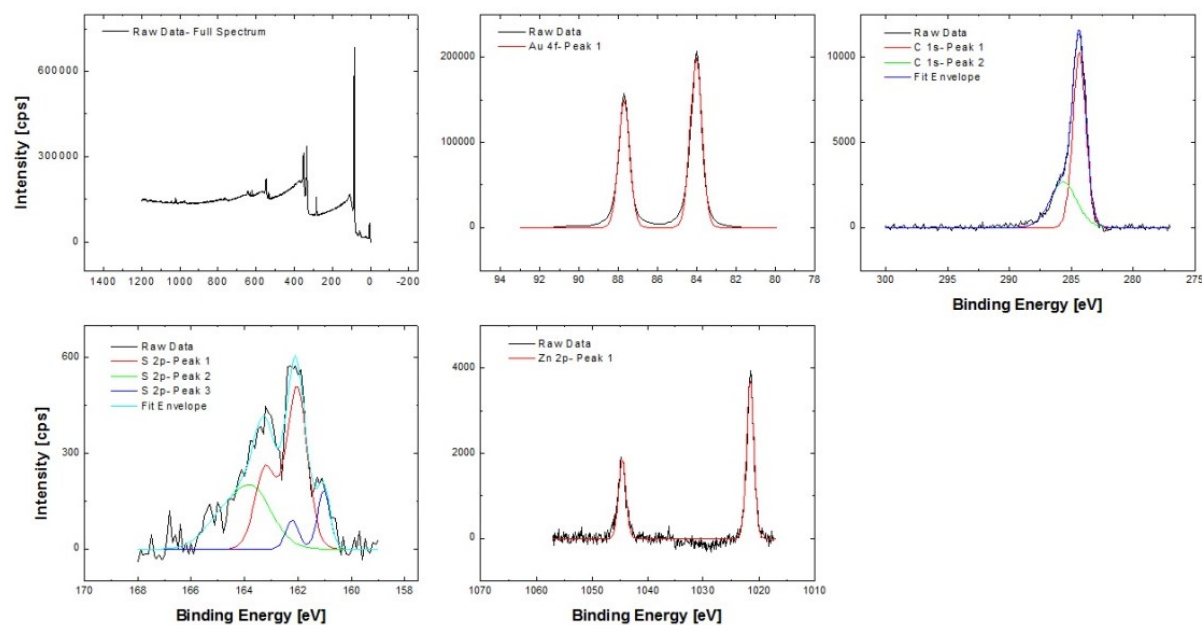 Raw Data- Full Spectrum
Intensity [cps]
600000
300000
0
1400 1200 1000 800 600 400 200 0 -200
Raw Data
Au 4f- Peak 1
200000
100000
0
94 92 90 88 86 84 82 80 78
Raw Data
C 1s- Peak 1
C 1s- Peak 2
Fit Envelope
10000
5000
0
300 295 290 285 280 275
Binding Energy [eV]
Raw Data
S 2p- Peak 1
S 2p- Peak 2
S 2p- Peak 3
Fit Envelope
Intensity [cps]
600
300
0
170 168 166 164 162 160 158
Binding Energy [eV]
Raw Data
Zn 2p- Peak 1
4000
2000
0
1070 1060 1050 1040 1030 1020 1010
Binding Energy [eV]